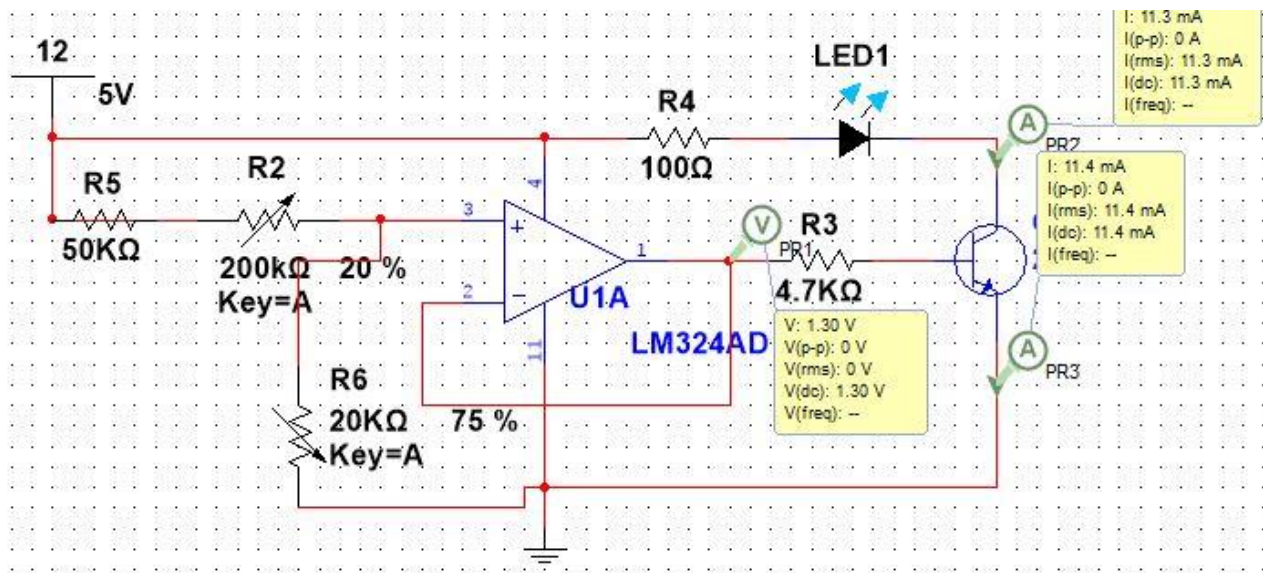 I: 11.3 mA
I(p-p): 0 A
I(rms): 11.3 mA
I(dc): 11.3 mA
I(freq): --
12
5V
LED1
R4
100Ω
A
PR2
I: 11.4 mA
I(p-p): 0 A
I(rms): 11.4 mA
I(dc): 11.4 mA
I(freq): --
R5
50KΩ
R2
200kΩ 20 %
Key=A
4
3
+
2
-
1
11
U1A
LM324AD
V
PR1
R3
4.7KΩ
V: 1.30 V
V(p-p): 0 V
V(rms): 0 V
V(dc): 1.30 V
V(freq): --
A
PR3
R6
20KΩ
Key=A
75 %